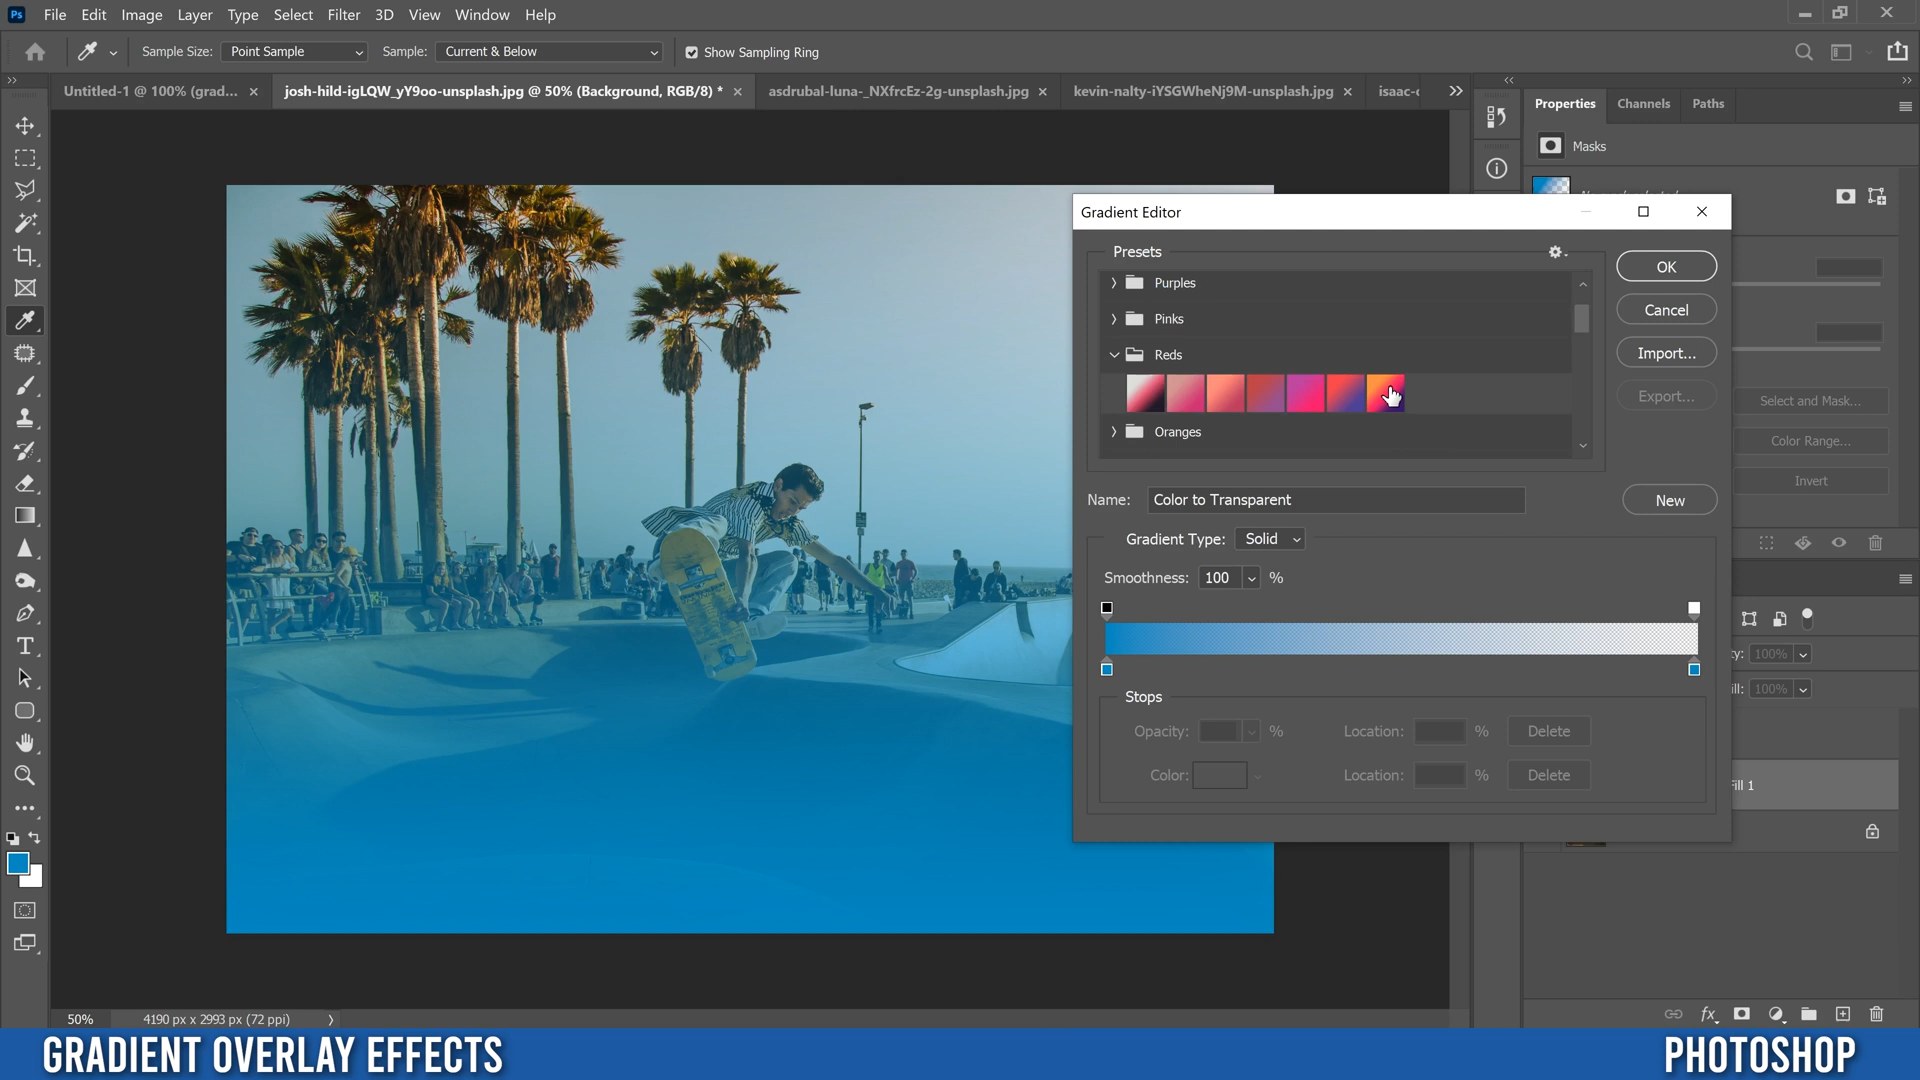 Ps File Edit Image Layer Type Select Filter 3D View Window Help
Sample Size: Point Sample Sample: Current & Below Show Sampling Ring
Untitled-1 @ 100% (grad... josh-hild-igLQW_yY9oo-unsplash.jpg @ 50% (Background, RGB/8) * asdrubal-luna-_NXfrcEz-2g-unsplash.jpg kevin-nalty-iYSGWheNj9M-unsplash.jpg isaac-c
Properties Channels Paths
Masks
Gradient Editor
Presets
Purples
Pinks
Reds
Oranges
OK
Cancel
Import...
Export...
Select and Mask...
Color Range...
Invert
Name: Color to Transparent New
Gradient Type: Solid
Smoothness: 100 %
Stops
Opacity: % Location: % Delete
Color: Location: % Delete
100%
100%
ill 1
50% 4190 px x 2993 px (72 ppi)
GRADIENT OVERLAY EFFECTS PHOTOSHOP